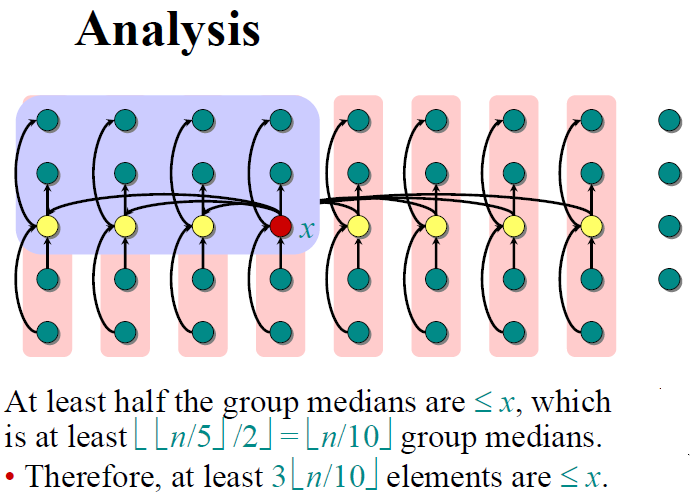 Analysis
x
At least half the group medians are ≤ x, which
is at least ⌊ ⌊n/5⌋ /2⌋ = ⌊n/10⌋ group medians.
• Therefore, at least 3⌊n/10⌋ elements are ≤ x.